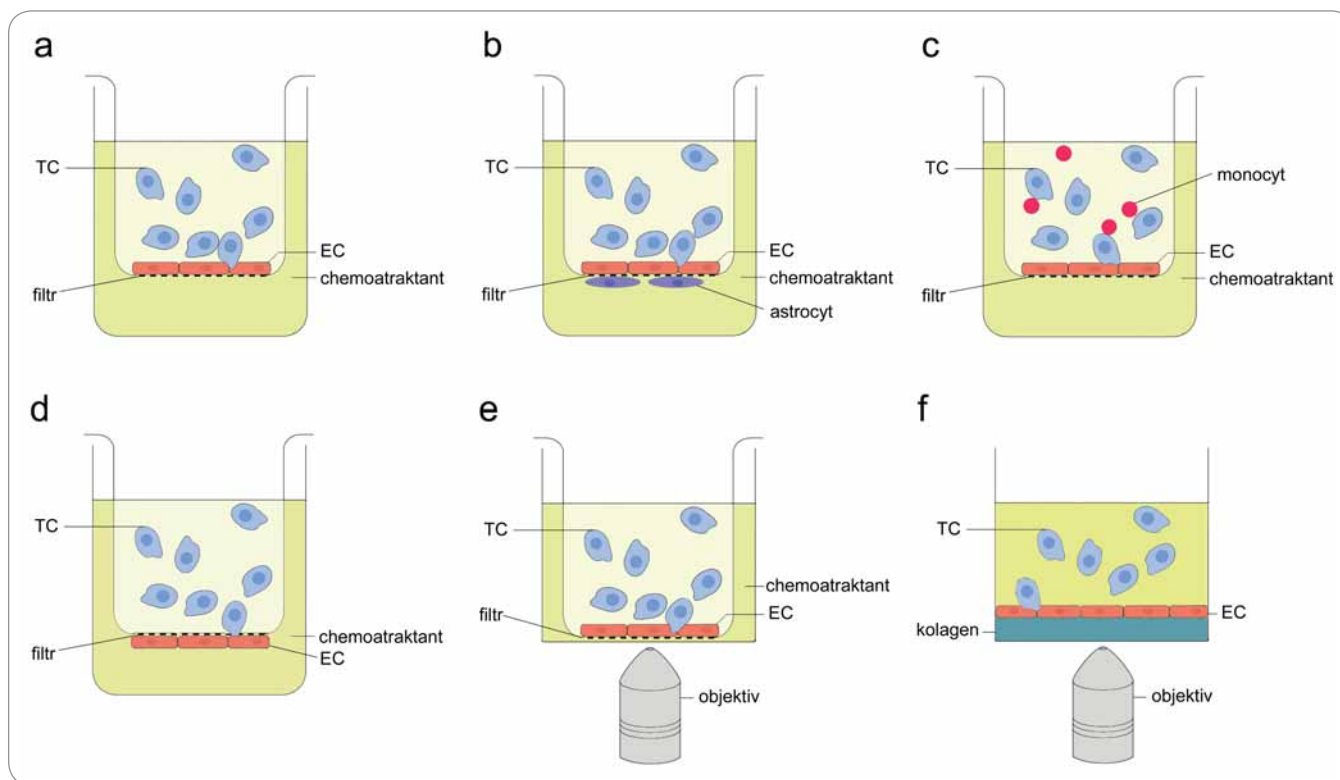 a
TC
EC
chemoatraktant
filtr
b
TC
EC
chemoatraktant
filtr
astrocyt
c
TC
monocyt
EC
chemoatraktant
filtr
d
TC
chemoatraktant
filtr
EC
e
TC
chemoatraktant
EC
filtr
objektiv
f
TC
EC
kolagen
objektiv